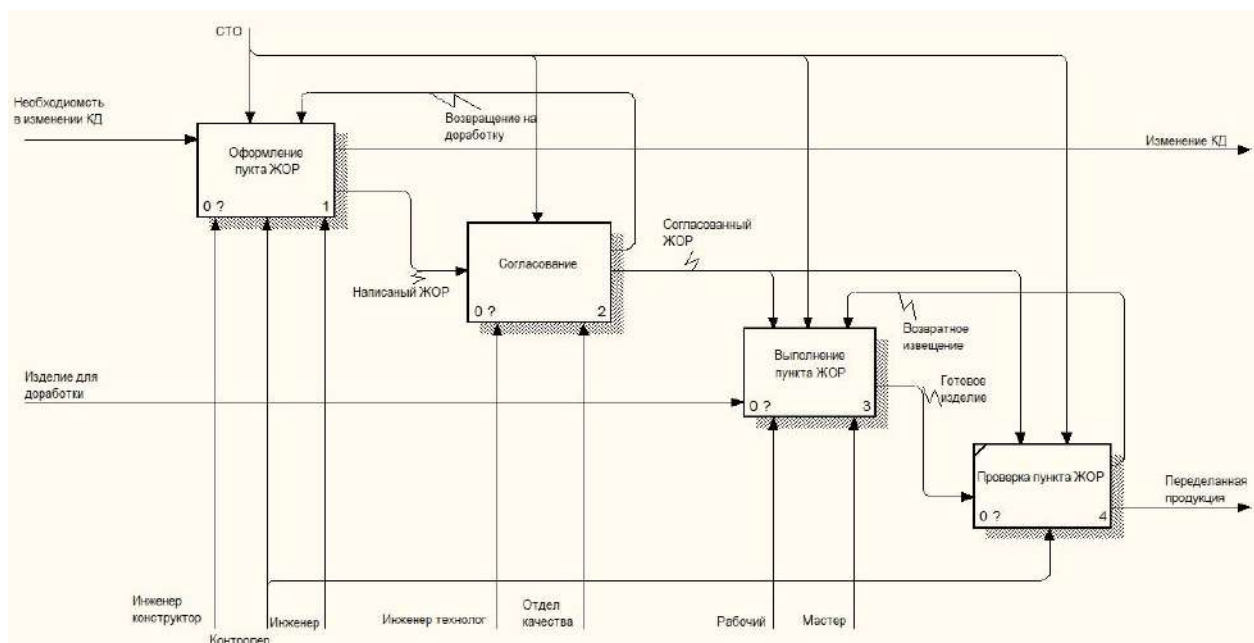 СТО
Необходиомсть
в изменении КД
Возвращение на
доработку
Оформление
пукта ЖОР
0 ?
1
Изменение КД
Согласованный
ЖОР
Согласование
Написаный ЖОР
0 ?
2
Возвратное
извещение
Выполнение
пункта ЖОР
Изделие для
доработки
0 ?
3
Готовое
изделие
Проверка пункта ЖОР
Переделанная
продукция
0 ?
4
Инженер
конструктор
Контролер
Инженер
Инженер технолог
Отдел
качества
Рабочий
Мастер